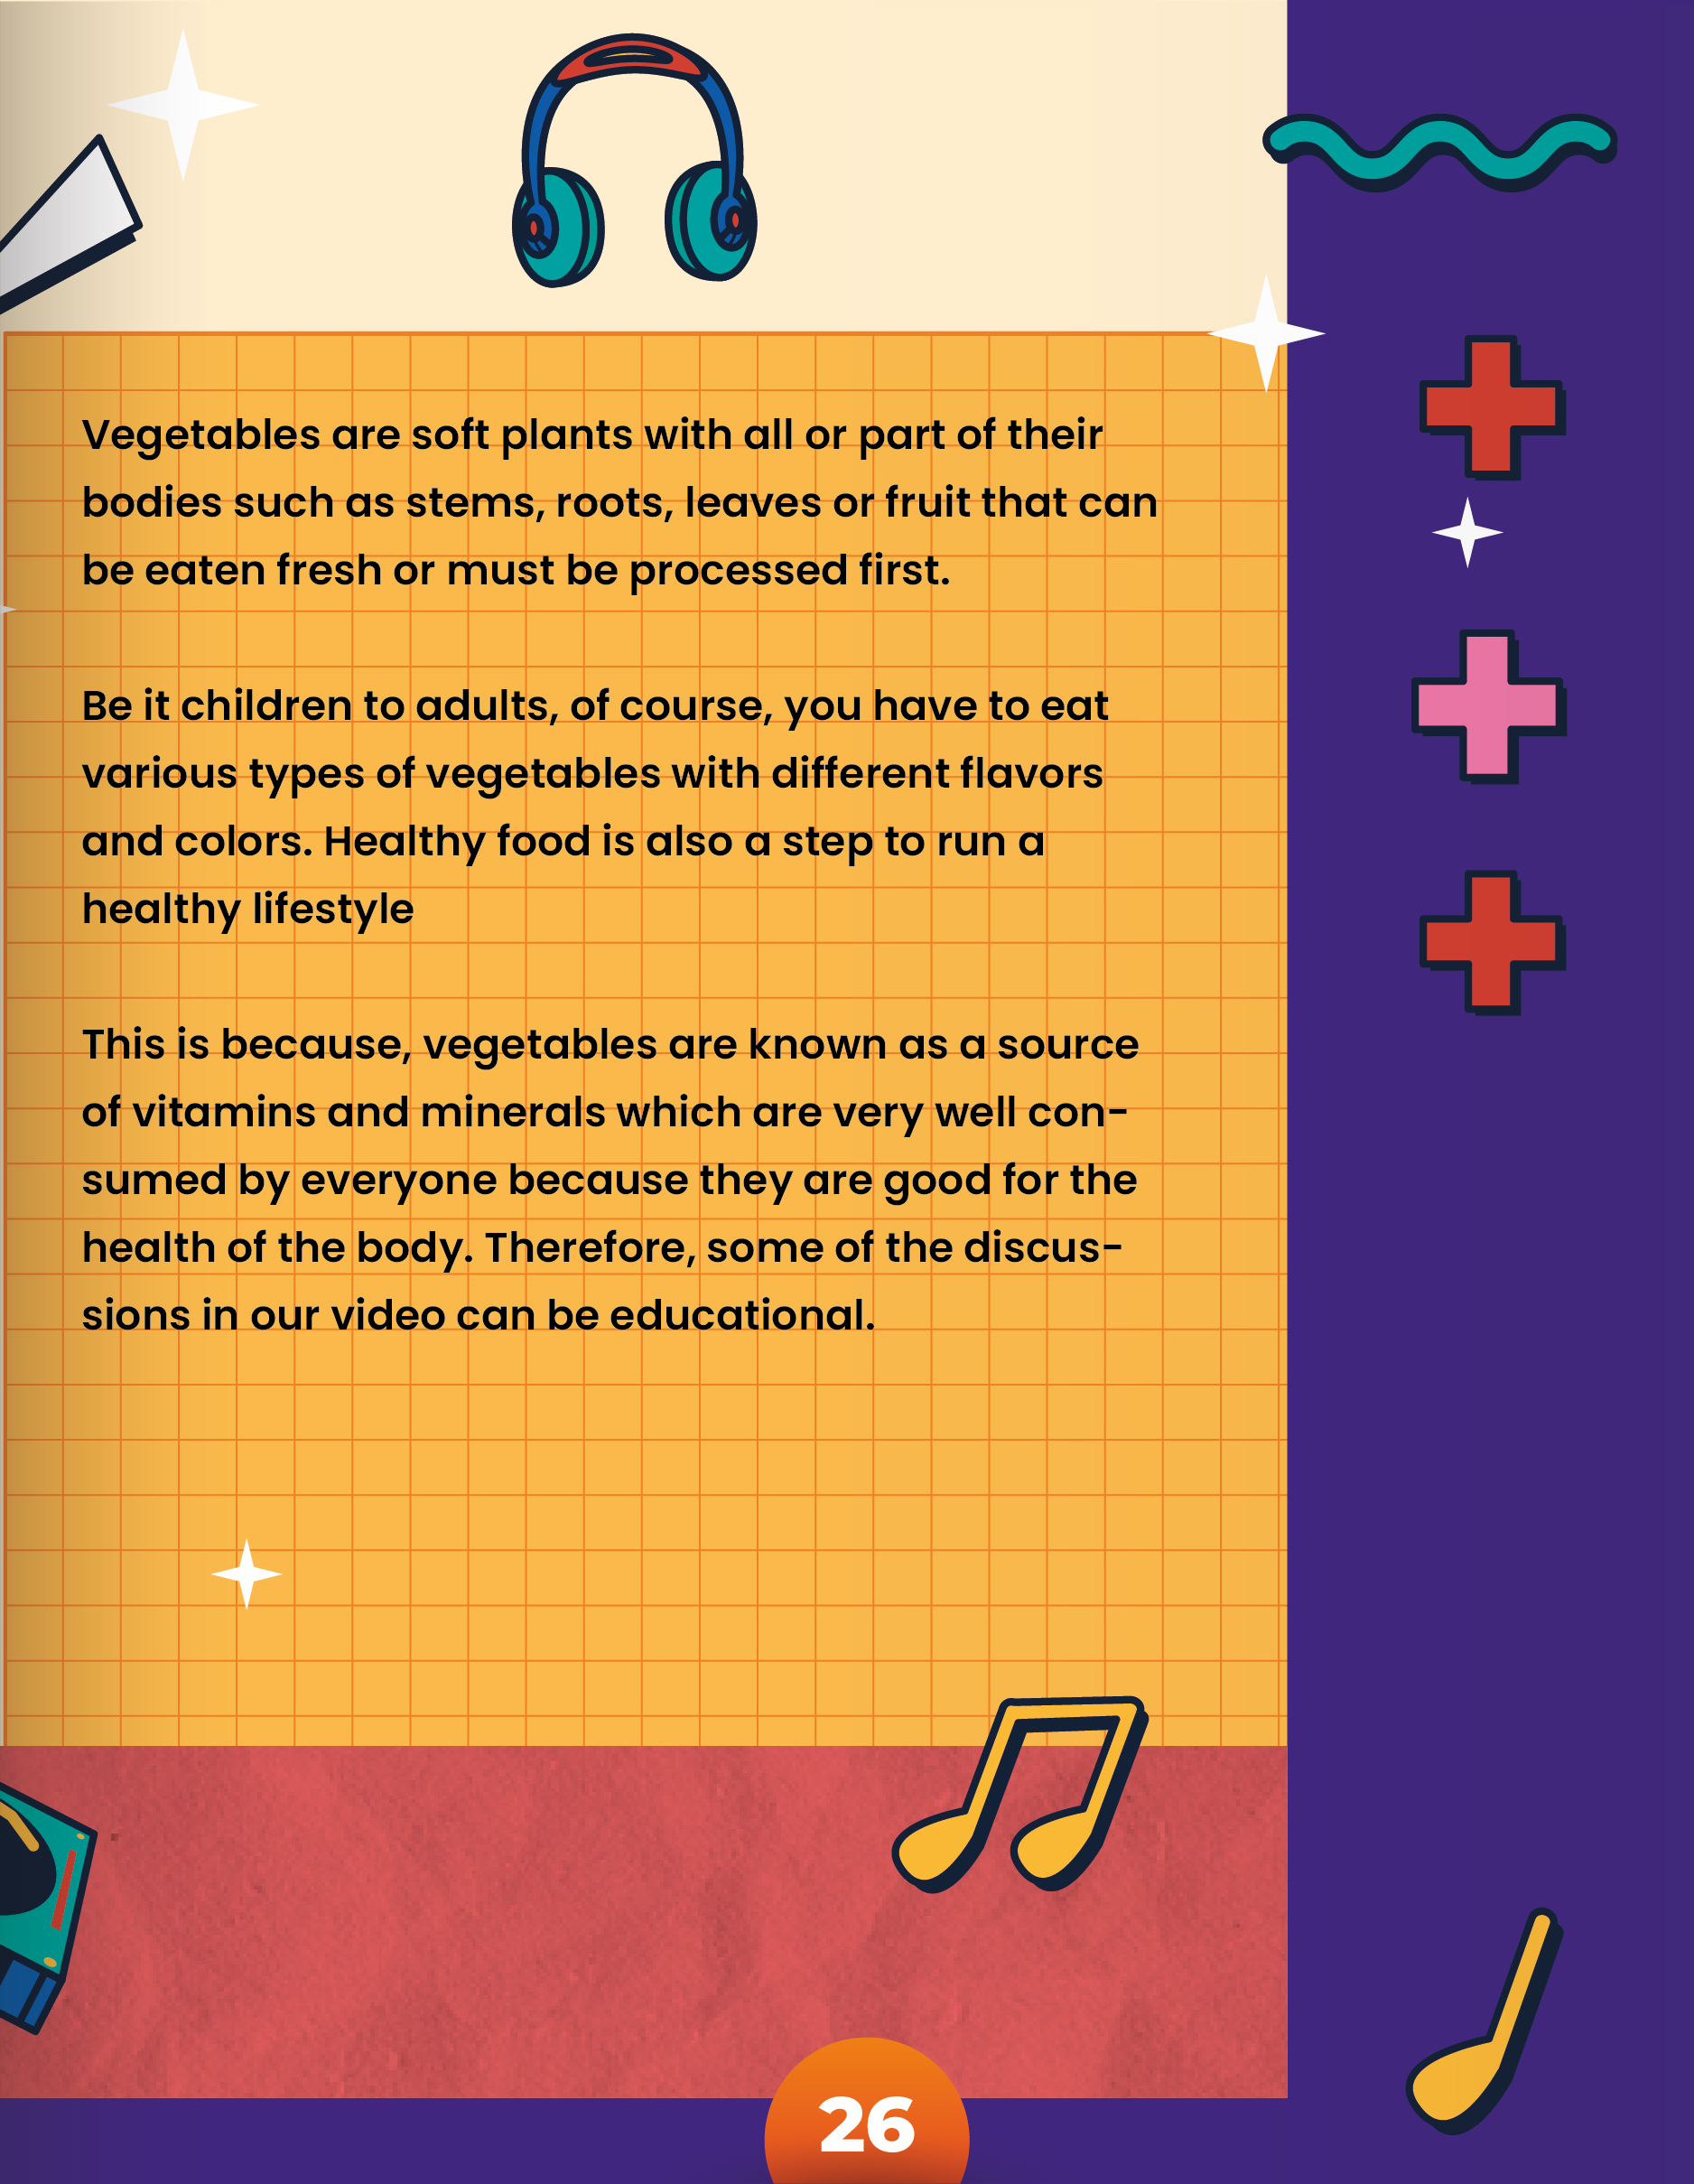 Vegetables are soft plants with all or part of their
bodies such as stems, roots, leaves or fruit that can
be eaten fresh or must be processed first.
Be it children to adults, of course, you have to eat
various types of vegetables with different flavors
and colors. Healthy food is also a step to run a
healthy lifestyle
This is because, vegetables are known as a source
of vitamins and minerals which are very well con-
sumed by everyone because they are good for the
health of the body. Therefore, some of the discus-
sions in our video can be educational.
26